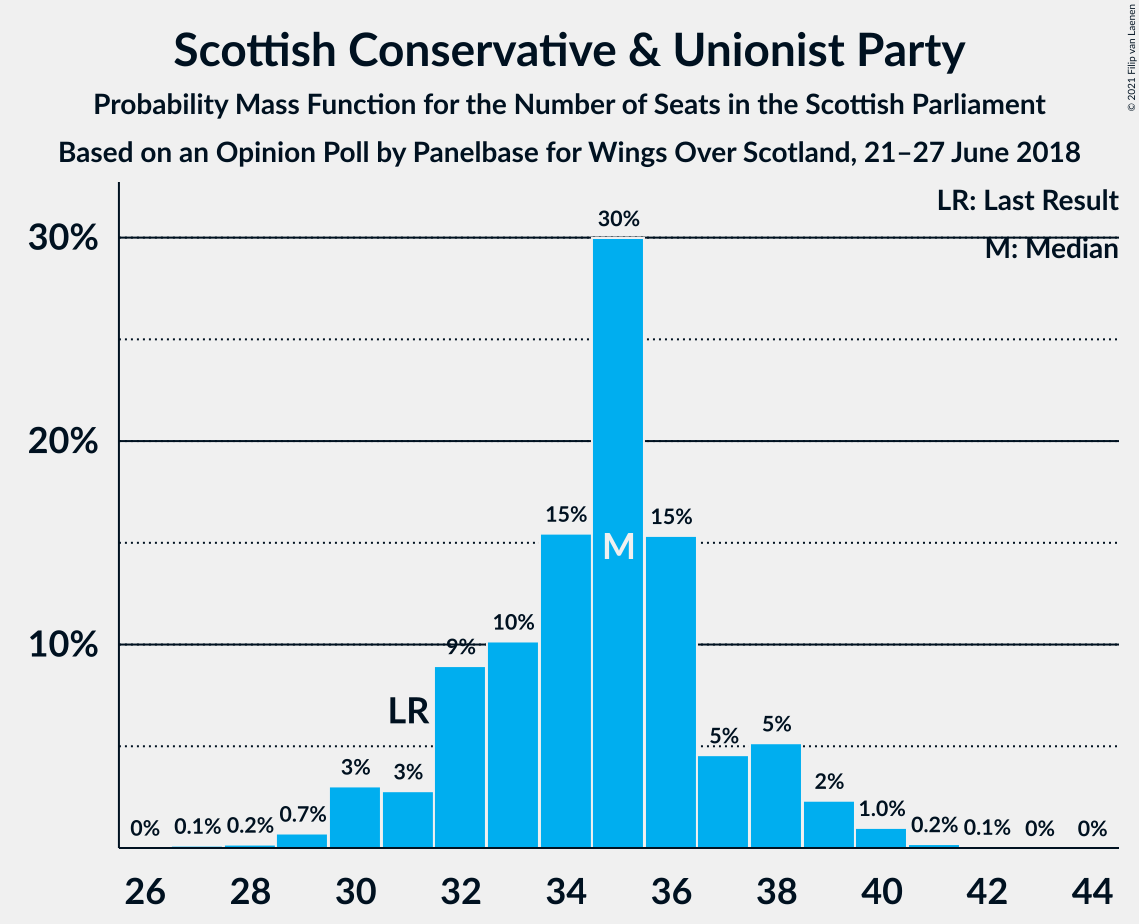 Scottish Conservative & Unionist Party
Probability Mass Function for the Number of Seats in the Scottish Parliament
Based on an Opinion Poll by Panelbase for Wings Over Scotland, 21–27 June 2018
© 2021 Filip van Laenen
LR: Last Result
M: Median
30%
20%
10%
0%
0.1%
0.2%
0.7%
3%
3%
LR
9%
10%
15%
30%
M
15%
5%
5%
2%
1.0%
0.2%
0.1%
0%
0%
26 28 30 32 34 36 38 40 42 44